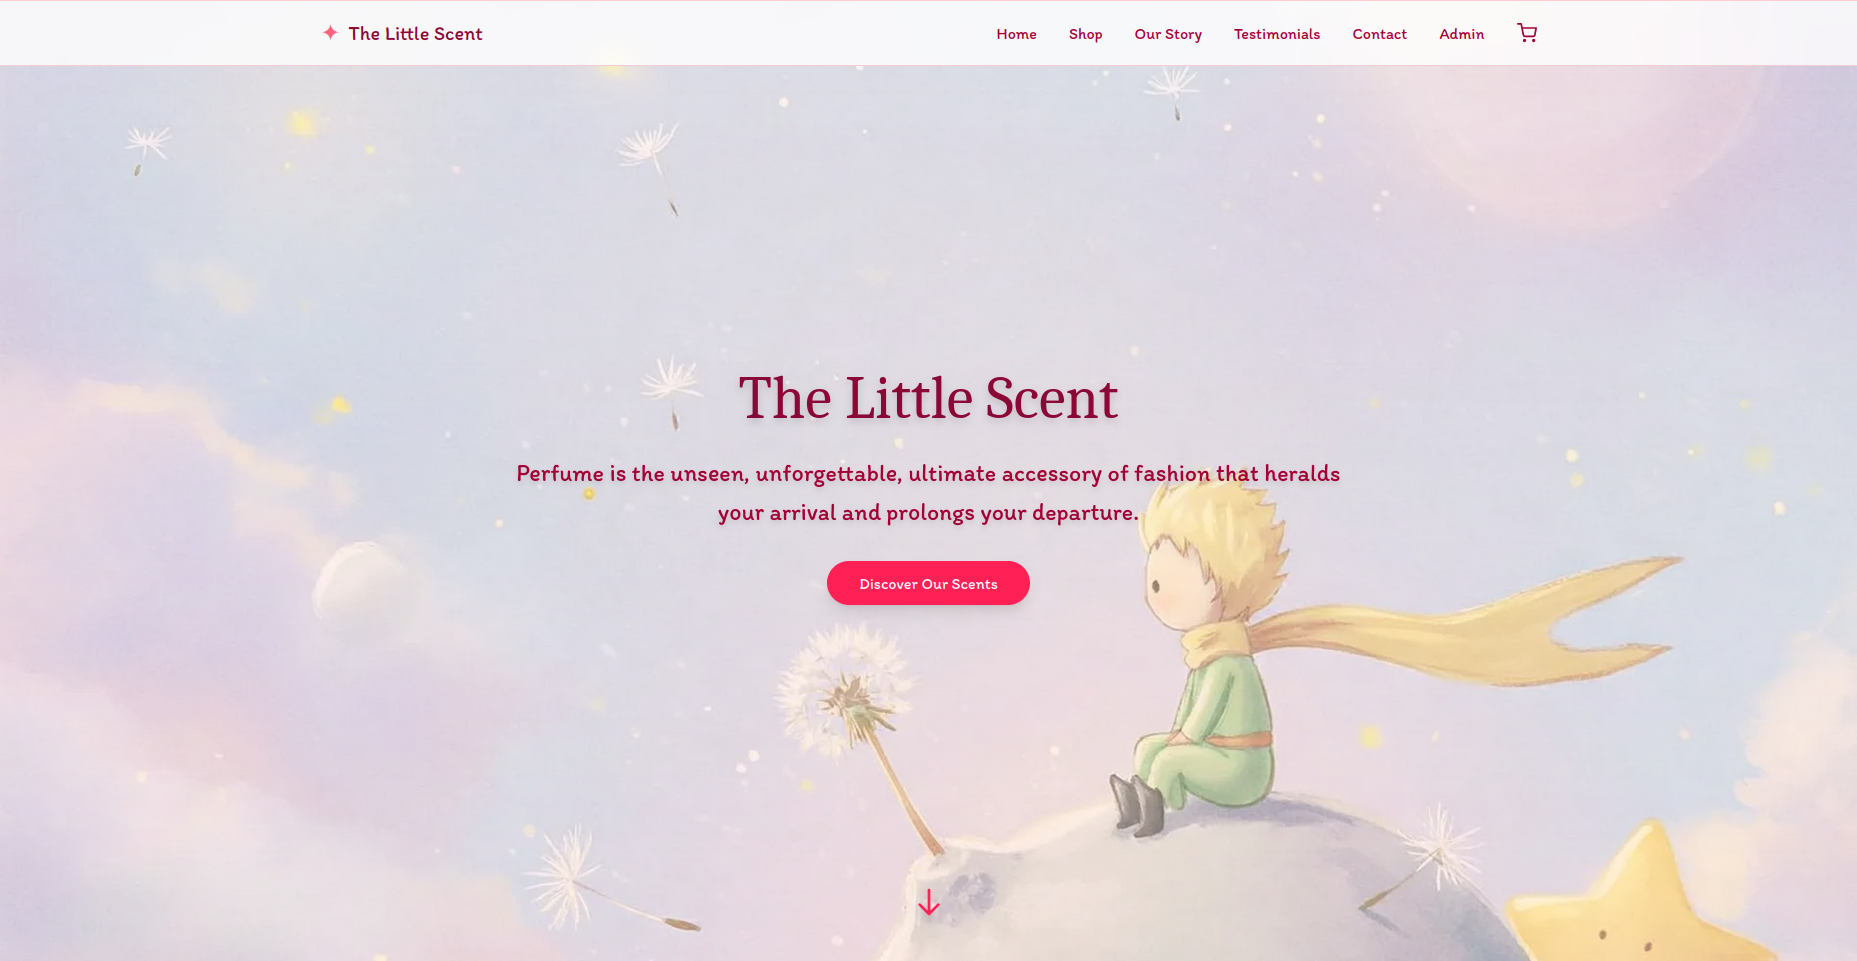 The Little Scent
Home Shop Our Story Testimonials Contact Admin
The Little Scent
Perfume is the unseen, unforgettable, ultimate accessory of fashion that heralds
your arrival and prolongs your departure.
Discover Our Scents